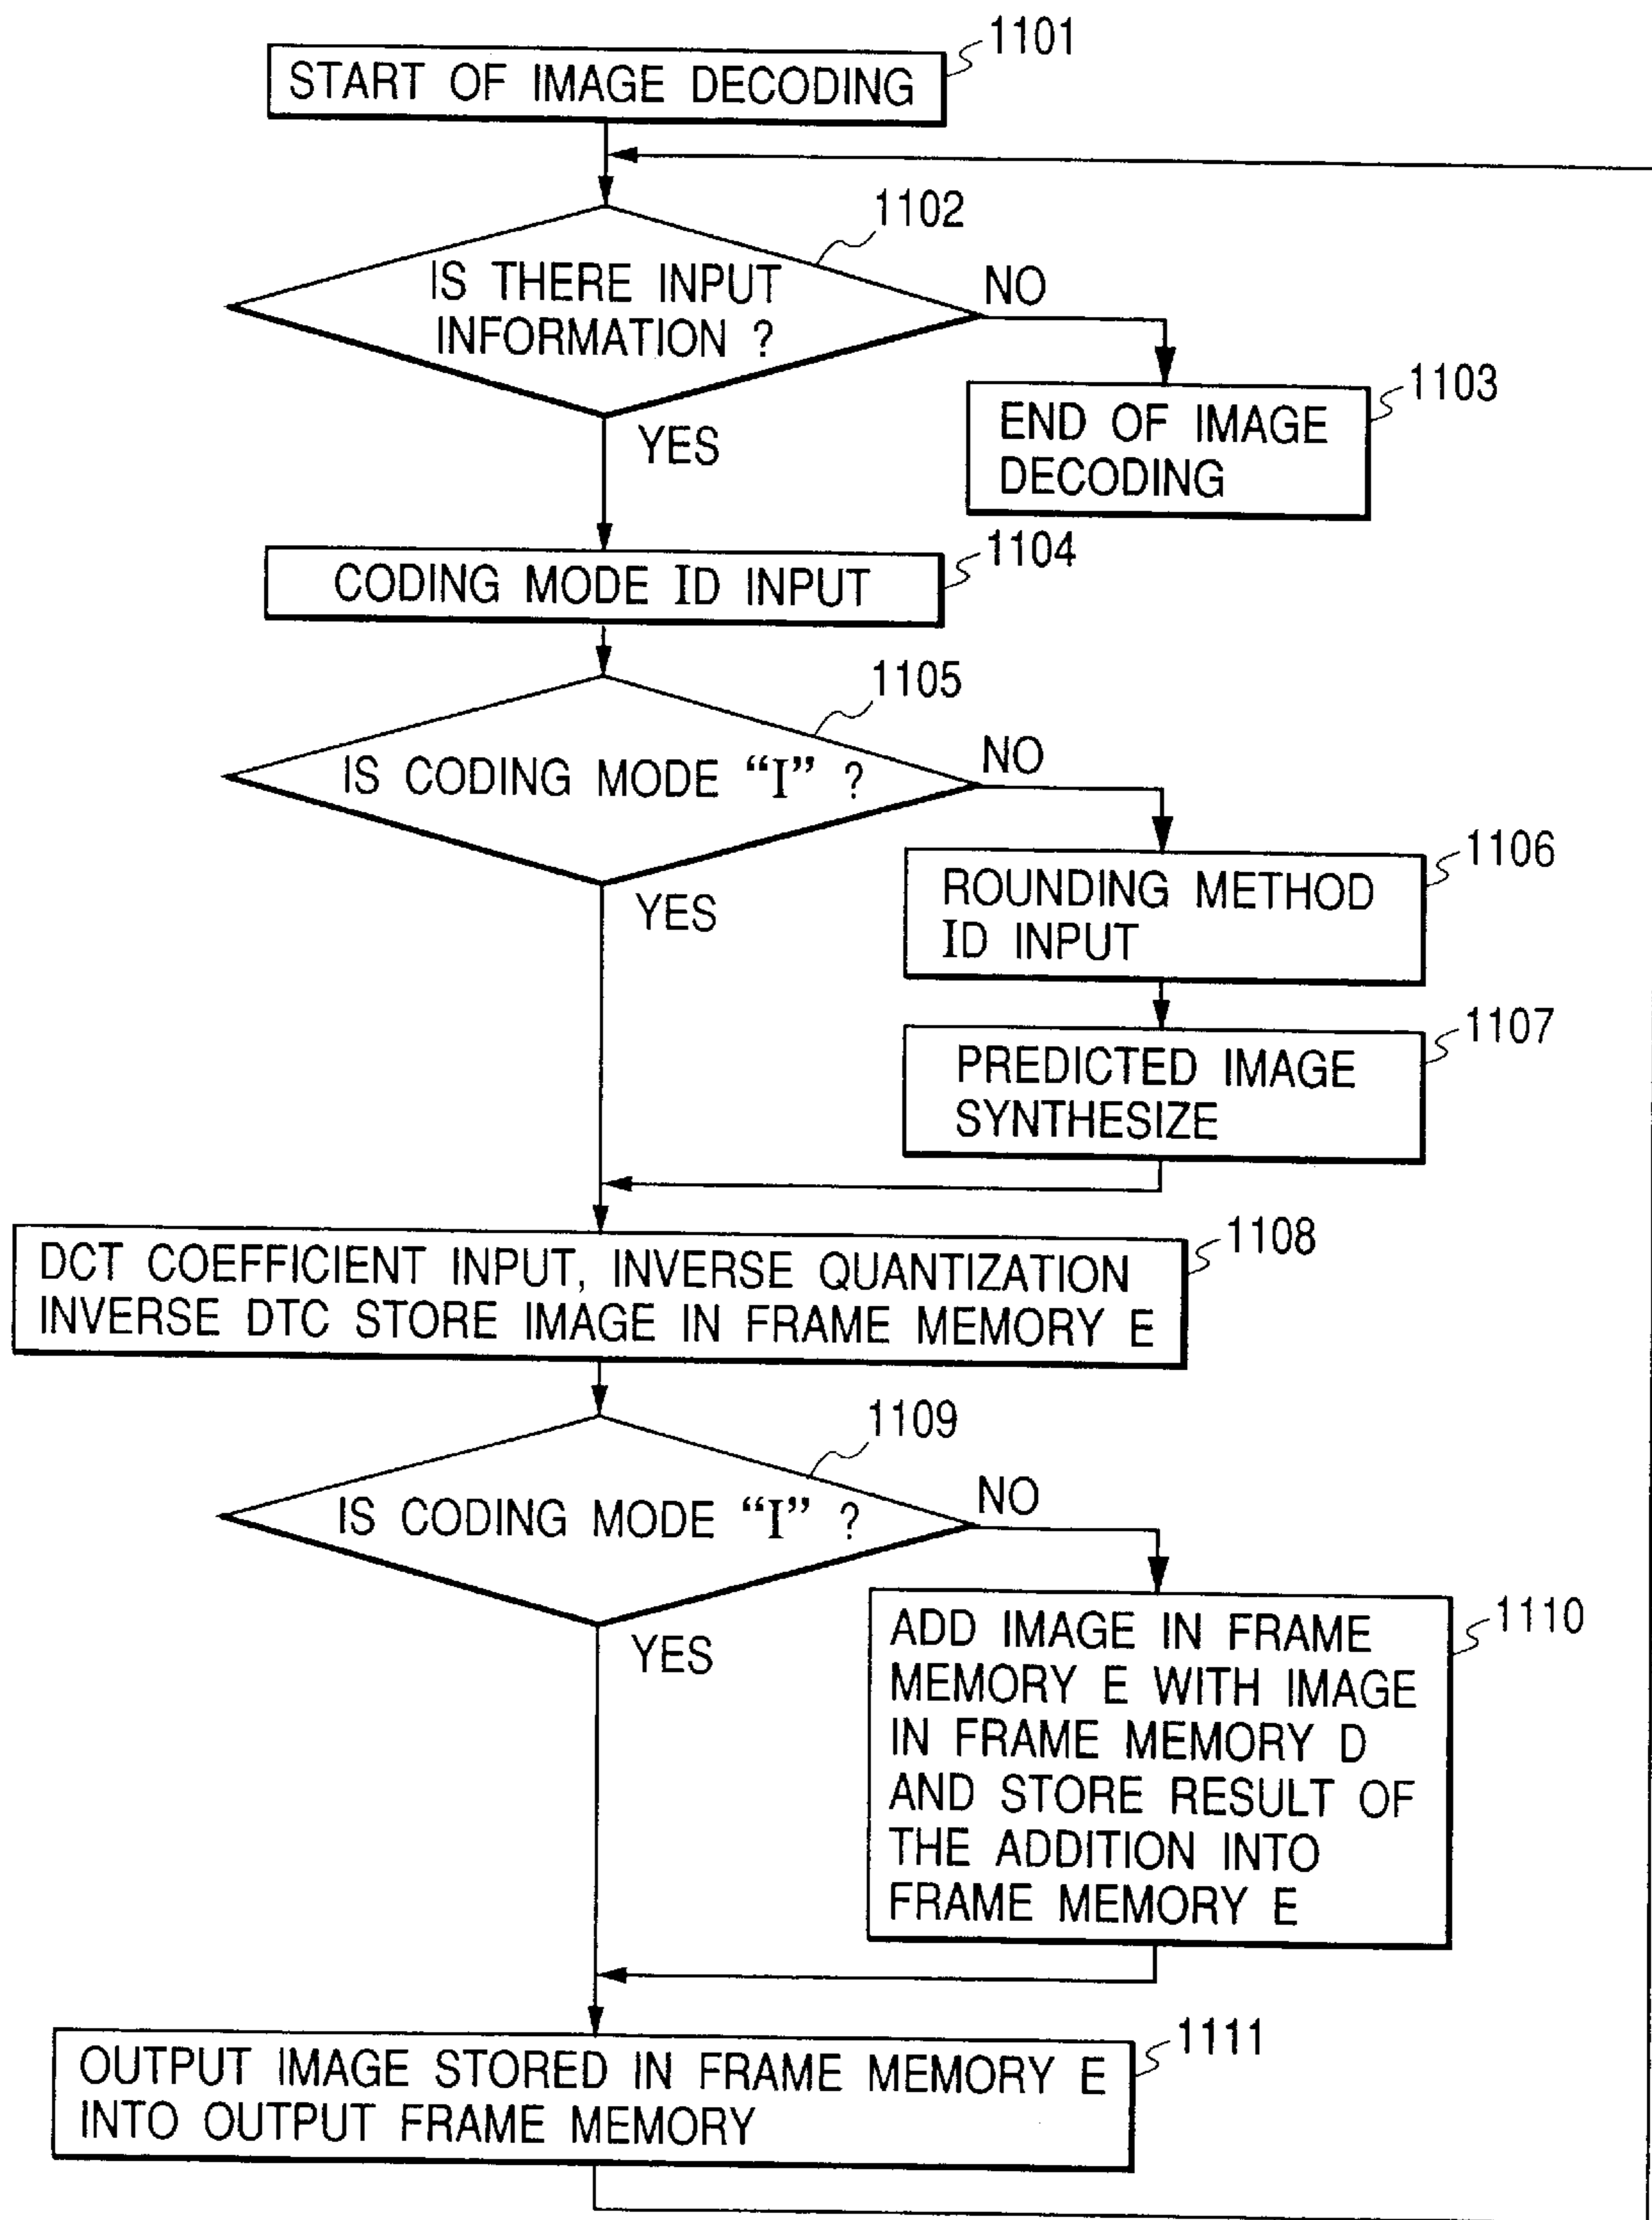 1101
START OF IMAGE DECODING
1102
IS THERE INPUT
INFORMATION ?
NO
YES
1103
END OF IMAGE
DECODING
1104
CODING MODE ID INPUT
1105
IS CODING MODE “I” ?
NO
YES
1106
ROUNDING METHOD
ID INPUT
1107
PREDICTED IMAGE
SYNTHESIZE
1108
DCT COEFFICIENT INPUT, INVERSE QUANTIZATION
INVERSE DTC STORE IMAGE IN FRAME MEMORY E
1109
IS CODING MODE “I” ?
NO
YES
1110
ADD IMAGE IN FRAME
MEMORY E WITH IMAGE
IN FRAME MEMORY D
AND STORE RESULT OF
THE ADDITION INTO
FRAME MEMORY E
1111
OUTPUT IMAGE STORED IN FRAME MEMORY E
INTO OUTPUT FRAME MEMORY